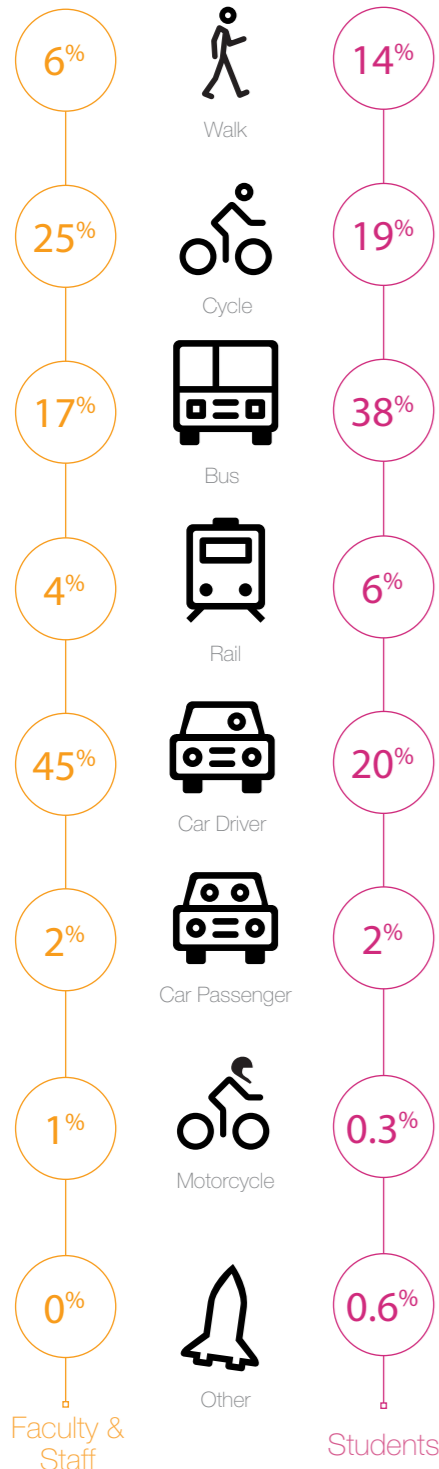 6%
14%
Walk
25%
19%
Cycle
17%
38%
Bus
4%
6%
Rail
45%
20%
Car Driver
2%
2%
Car Passenger
1%
0.3%
Motorcycle
0%
0.6%
Other
Faculty &
Staff
Students